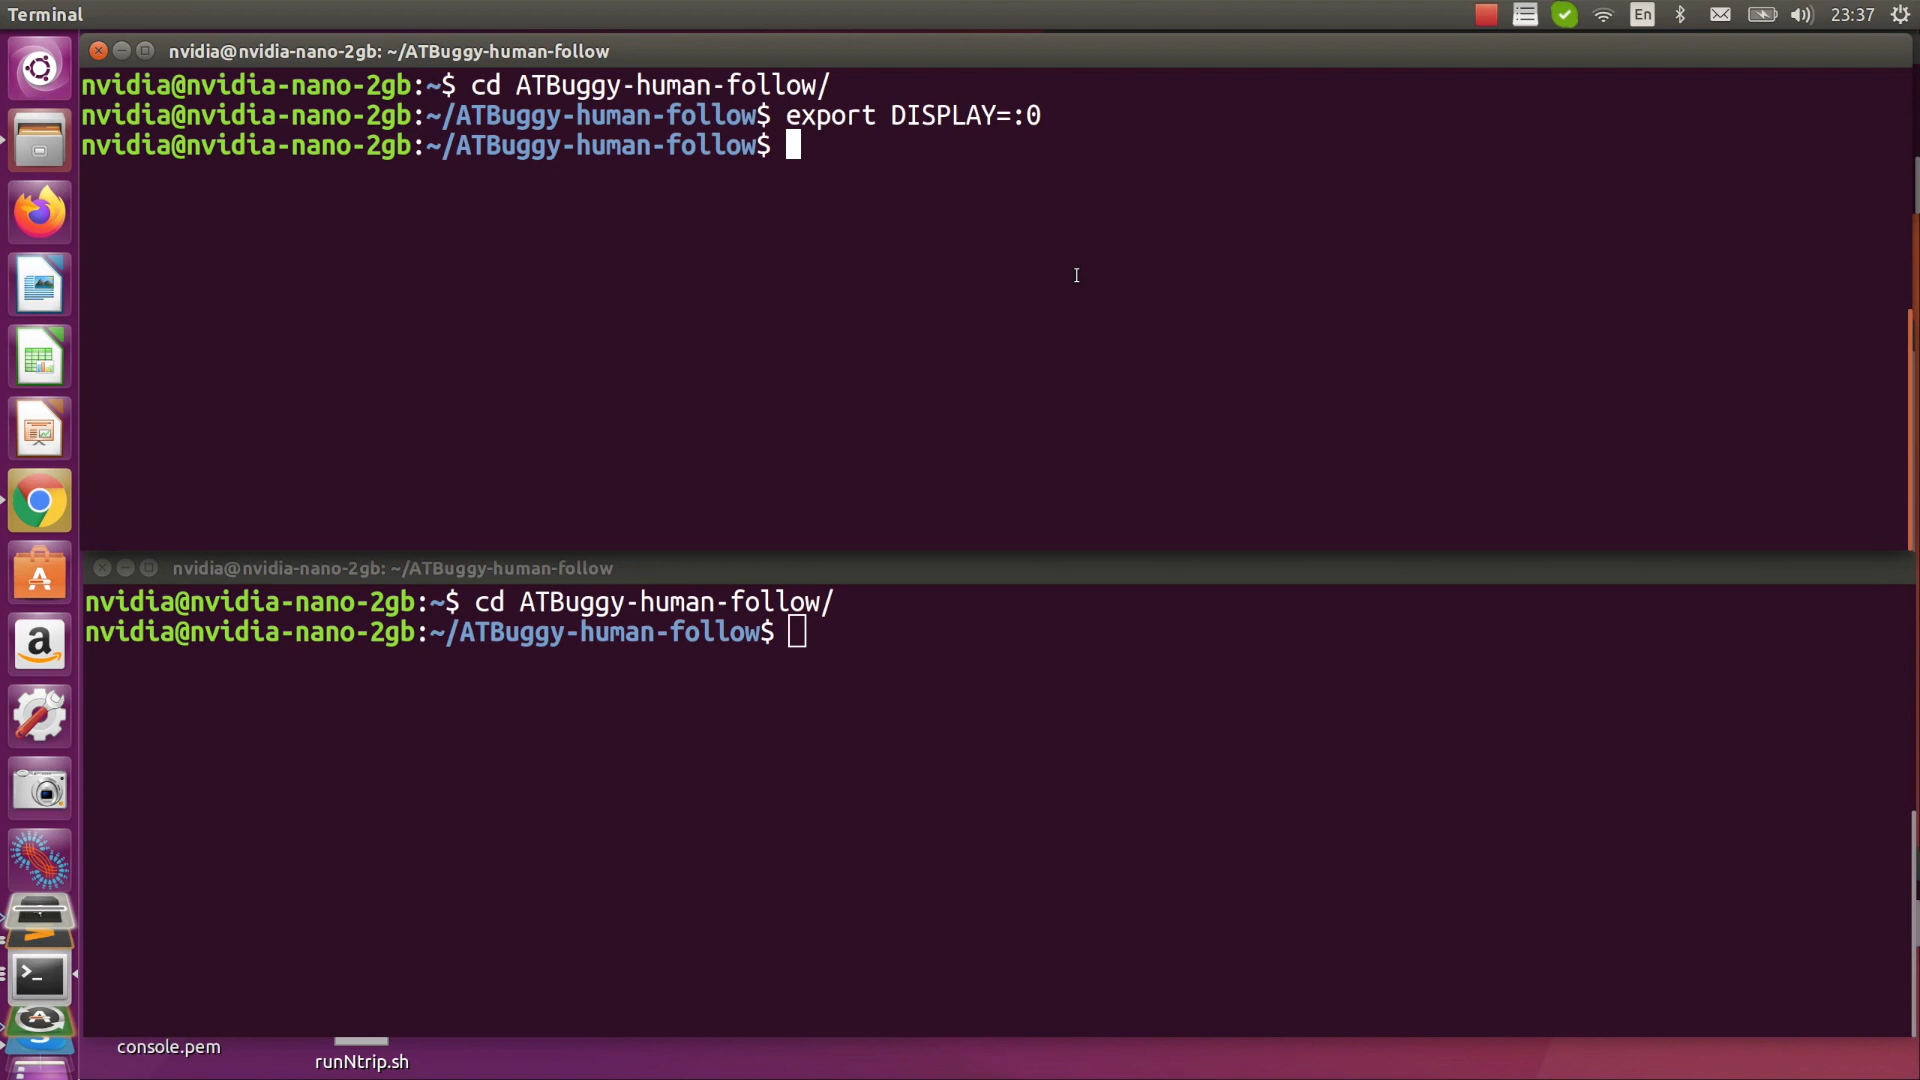 Terminal
En
23:37
nvidia@nvidia-nano-2gb: ~/ATBuggy-human-follow
nvidia@nvidia-nano-2gb:~$ cd ATBuggy-human-follow/
nvidia@nvidia-nano-2gb:~/ATBuggy-human-follow$ export DISPLAY=:0
nvidia@nvidia-nano-2gb:~/ATBuggy-human-follow$
nvidia@nvidia-nano-2gb: ~/ATBuggy-human-follow
nvidia@nvidia-nano-2gb:~$ cd ATBuggy-human-follow/
nvidia@nvidia-nano-2gb:~/ATBuggy-human-follow$
console.pem
runNtrip.sh